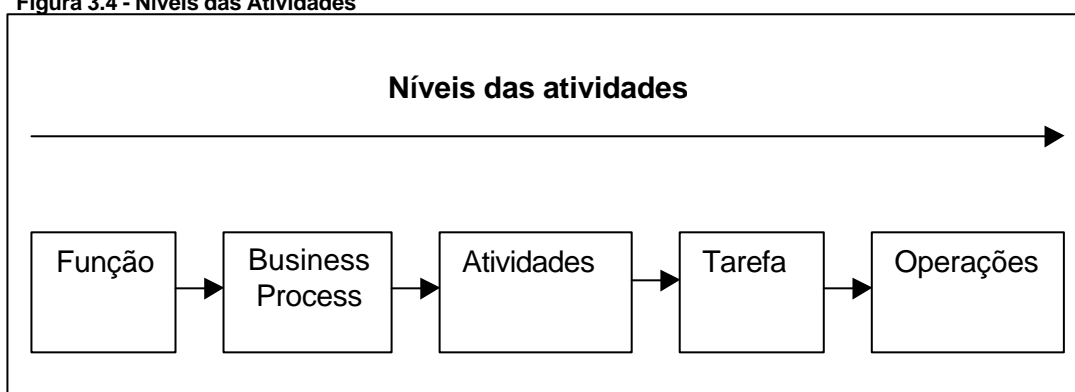 Figura 3.4 - Níveis das Atividades
Níveis das atividades
Função
Business
Process
Atividades
Tarefa
Operações